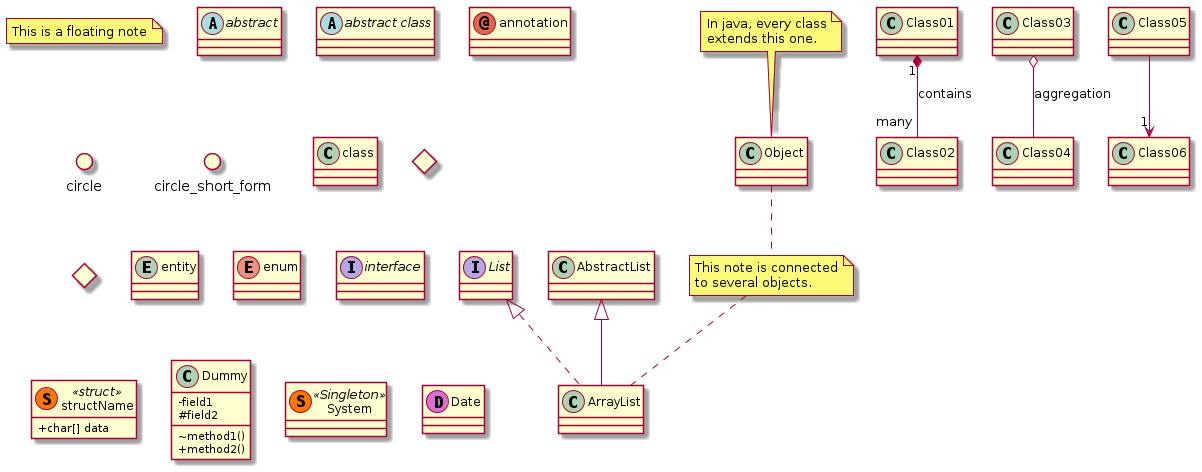 This is a floating note
A abstract
A abstract class
@ annotation
In java, every class
extends this one.
C Class01
C Class03
C Class05
1
contains
aggregation
many
1
circle
circle_short_form
C class
C Object
C Class02
C Class04
C Class06
E entity
E enum
I interface
I List
C AbstractList
This note is connected
to several objects.
S «struct»
structName
+char[] data
C Dummy
-field1
#field2
~method1()
+method2()
S «Singleton»
System
D Date
C ArrayList